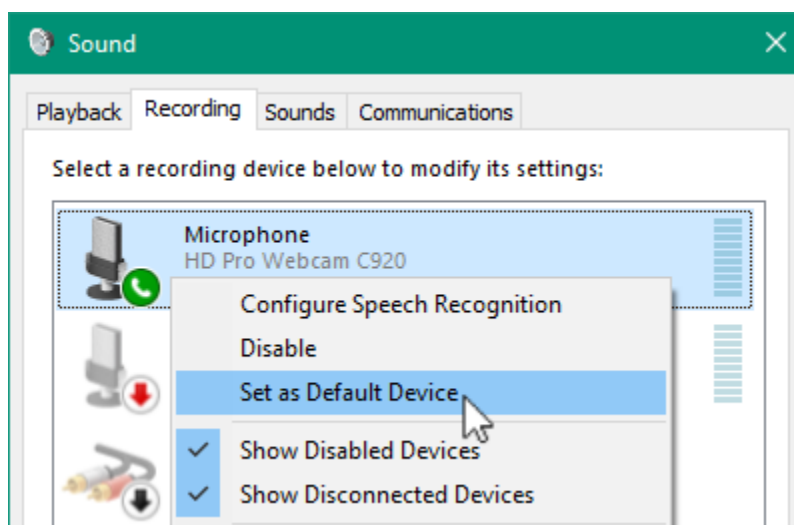 Sound
Playback Recording Sounds Communications
Select a recording device below to modify its settings:
Microphone
HD Pro Webcam C920
Configure Speech Recognition
Disable
Set as Default Device
Show Disabled Devices
Show Disconnected Devices